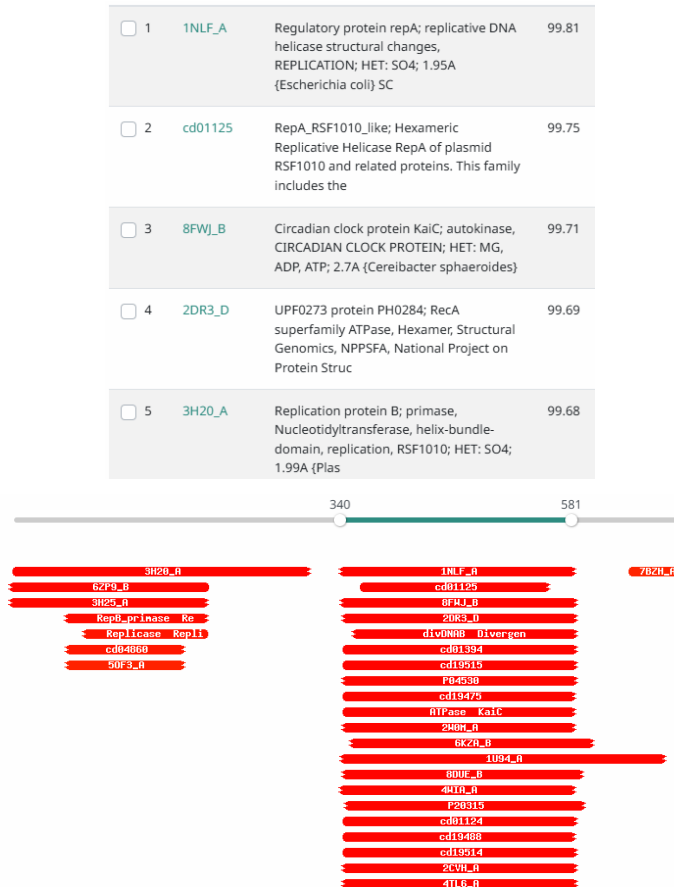 1 1NLF_A Regulatory protein repA; replicative DNA 99.81
helicase structural changes,
REPLICATION; HET: SO4; 1.95A
{Escherichia coli} SC
2 cd01125 RepA_RSF1010_like; Hexameric 99.75
Replicative Helicase RepA of plasmid
RSF1010 and related proteins. This family
includes the
3 8FWJ_B Circadian clock protein KaiC; autokinase, 99.71
CIRCADIAN CLOCK PROTEIN; HET: MG,
ADP, ATP; 2.7A {Cereibacter sphaeroides}
4 2DR3_D UPF0273 protein PH0284; RecA 99.69
superfamily ATPase, Hexamer, Structural
Genomics, NPPSFA, National Project on
Protein Struc
5 3H20_A Replication protein B; primase, 99.68
Nucleotidyltransferase, helix-bundle-
domain, replication, RSF1010; HET: SO4;
1.99A {Plas
340 581
3H20_A 1NLF_A 7BZH_A
6ZP9_B cd01125
3H25_A 8FWJ_B
RepB_primase Re 2DR3_D
Replicase Repli divDNAB Divergen
cd04860 cd01394
5OF3_A cd19515
P04530
cd19475
ATPase KaiC
2W0M_A
6KZA_B
1U94_A
8DVE_B
4WIA_A
P20315
cd01124
cd19488
cd19514
2CVH_A
4TL6_A